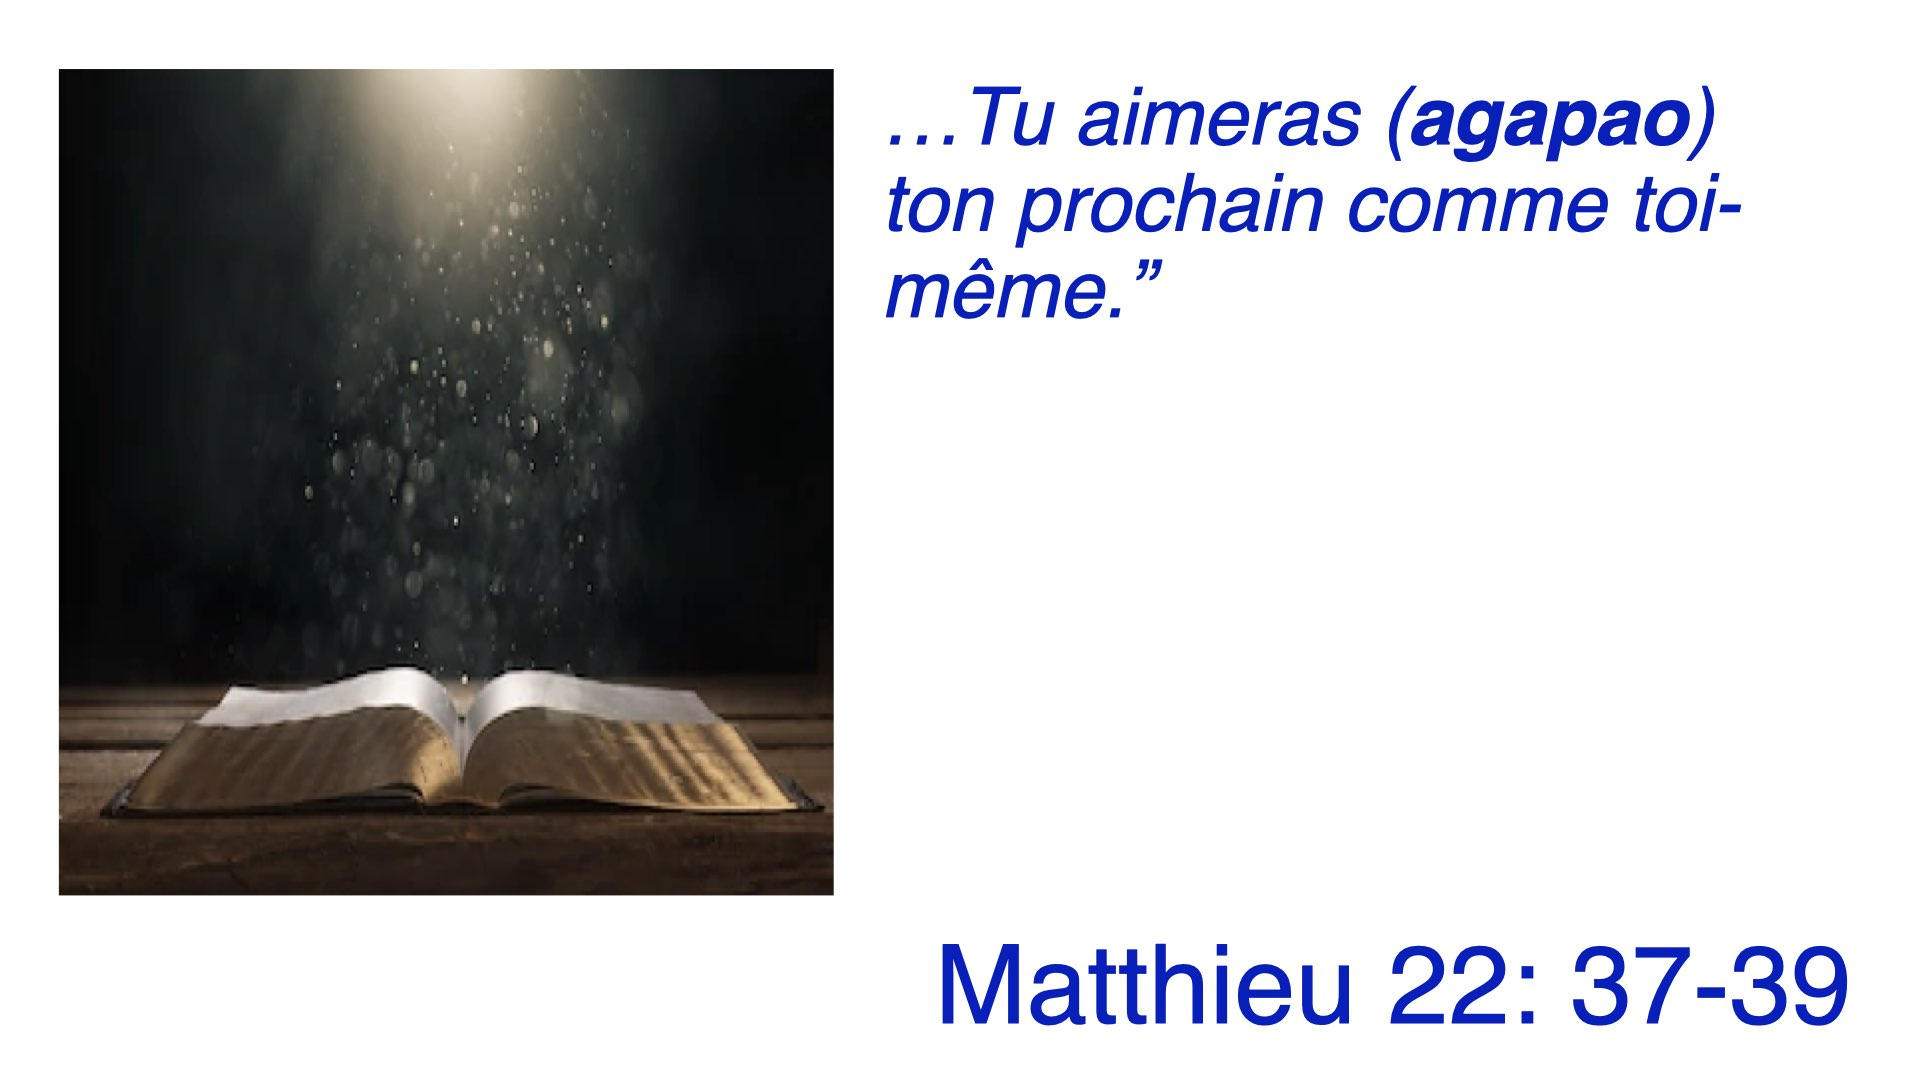 …Tu aimeras (agapao)
ton prochain comme toi-
même.”
Matthieu 22: 37-39